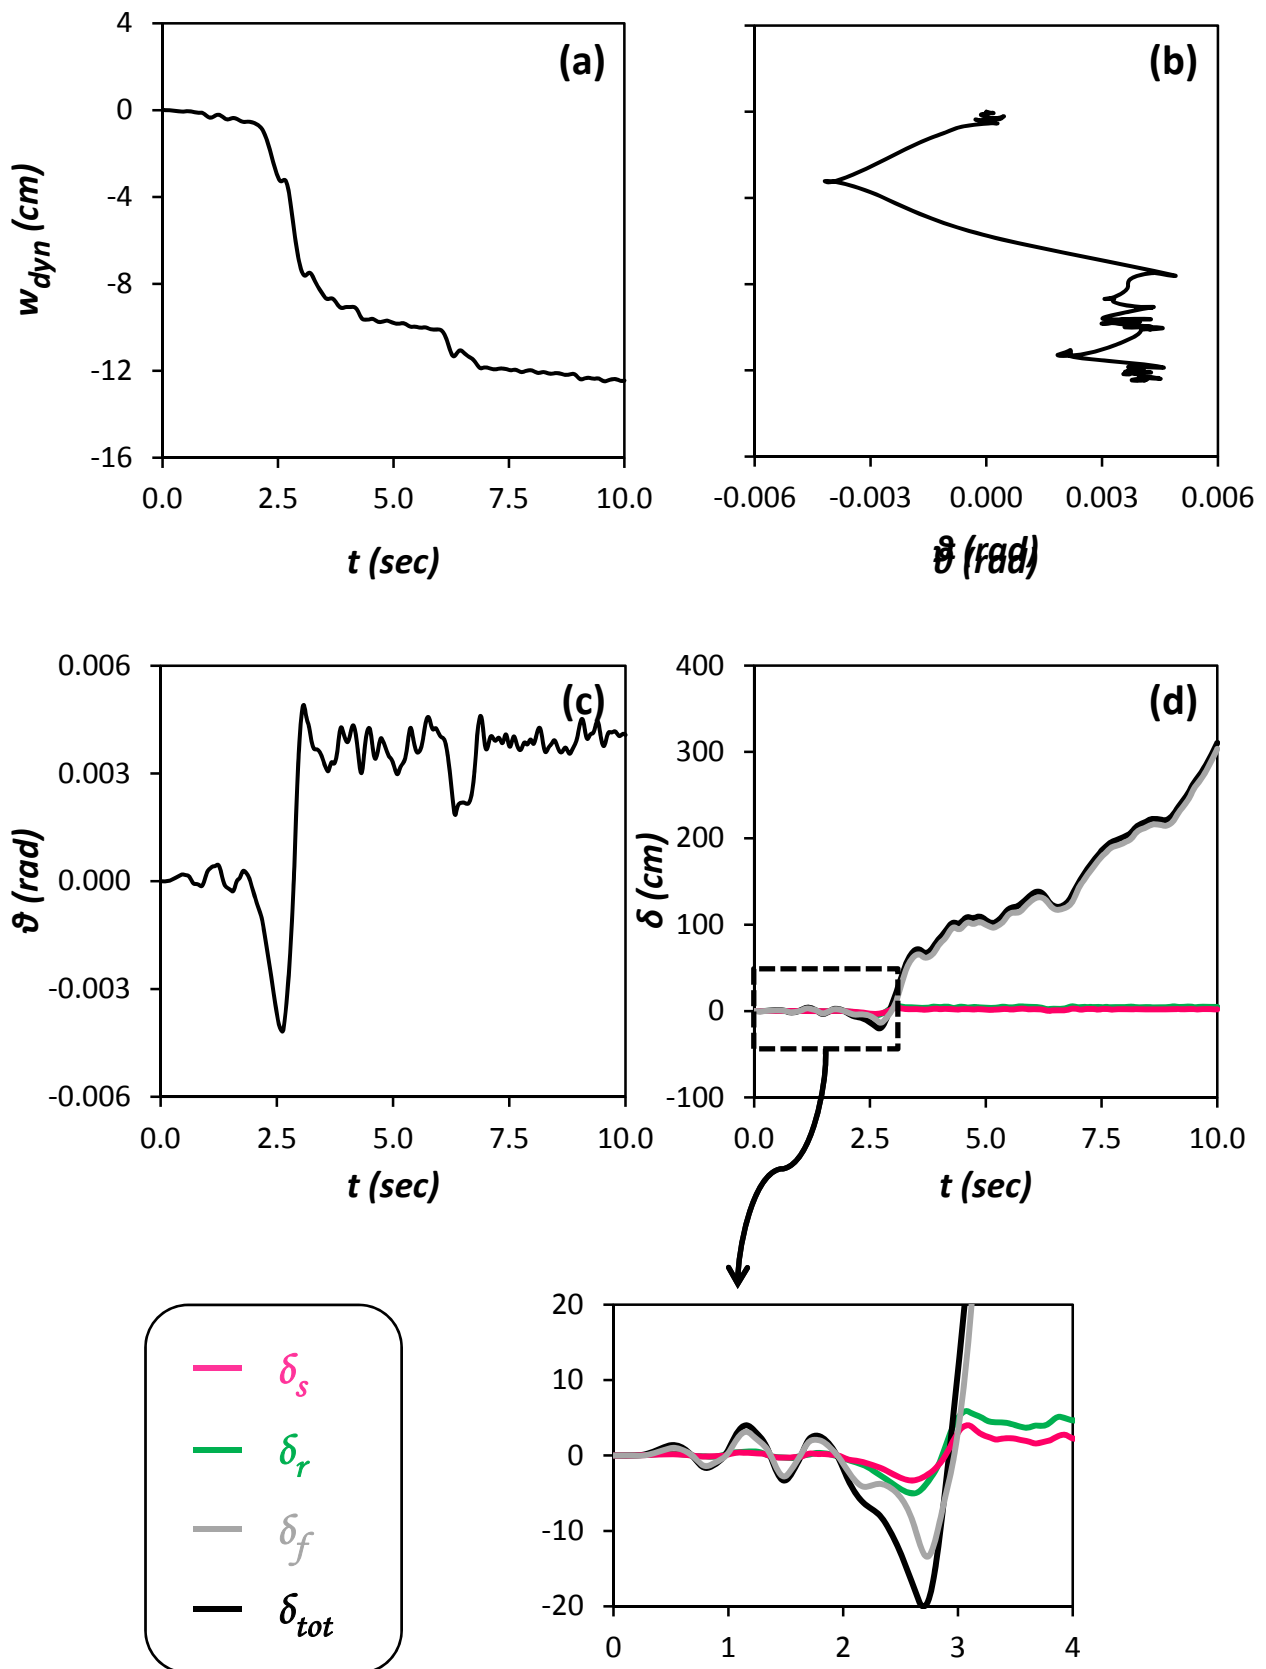 4
0
-4
-8
-12
-16
w_dyn (cm)
(a)
0.0 2.5 5.0 7.5 10.0
t (sec)
(b)
-0.006 -0.003 0.000 0.003 0.006
ϑ (rad)
0.006
0.003
0.000
-0.003
-0.006
ϑ (rad)
(c)
0.0 2.5 5.0 7.5 10.0
t (sec)
400
300
200
100
0
-100
δ (cm)
(d)
0.0 2.5 5.0 7.5 10.0
t (sec)
δ_s
δ_r
δ_f
δ_tot
20
10
0
-10
-20
0 1 2 3 4